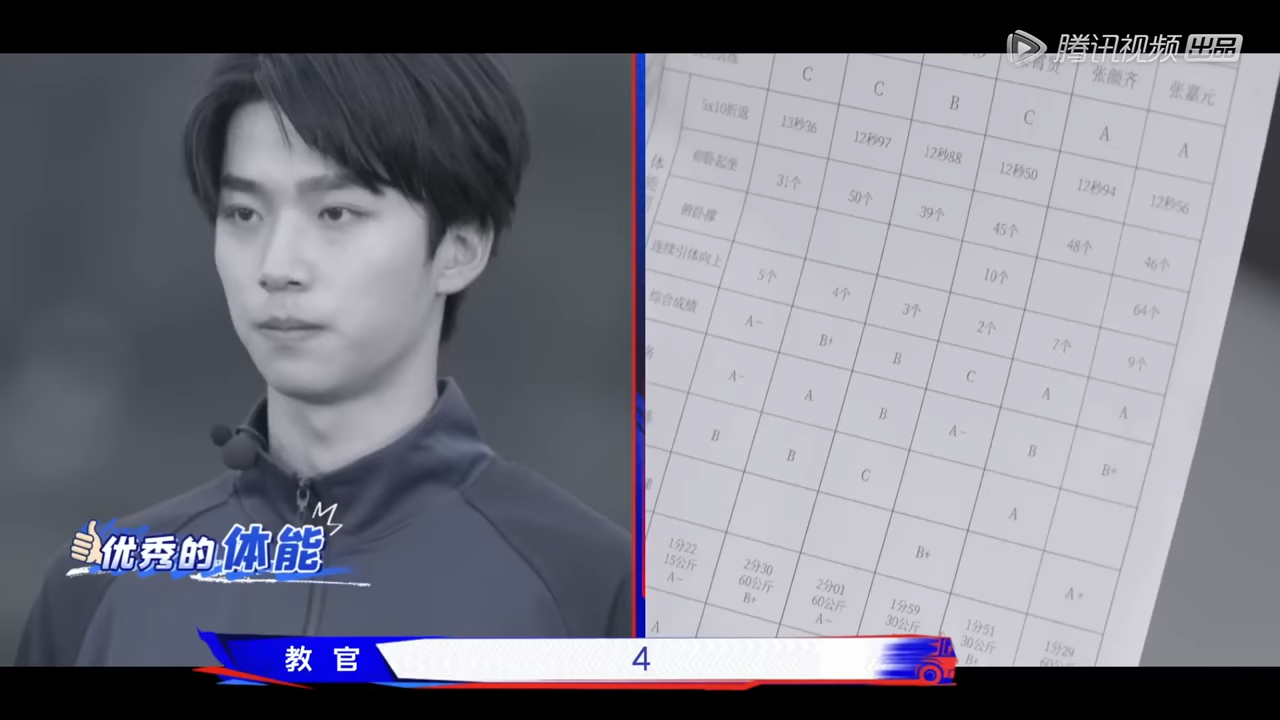 腾讯视频 出品
张颜齐 张嘉元
C C B C A A
5x10折返 13秒36 12秒97 12秒88 12秒50 12秒94 12秒56
仰卧起坐 31个 50个 39个 45个 48个 46个
俯卧撑 10个 64个
连续引体向上 5个 4个 3个 2个 7个 9个
综合成绩 A- B+ B C A A
A- A B A- B B+
B B C A
B+ A+
1分22 2分30 2分01 1分59 1分51 1分29
15公斤 60公斤 60公斤 30公斤 30公斤
A- B+ A- B+
A
体能
优秀的体能
教官 4